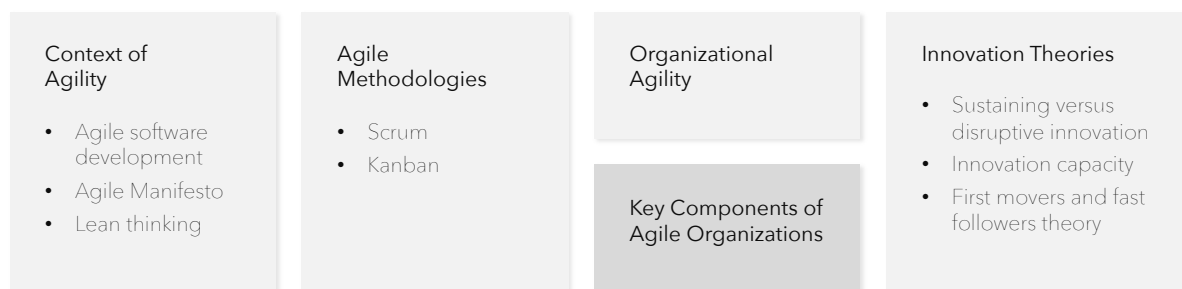 Context of
Agility
• Agile software
development
• Agile Manifesto
• Lean thinking
Agile
Methodologies
• Scrum
• Kanban
Organizational
Agility
Key Components of
Agile Organizations
Innovation Theories
• Sustaining versus
disruptive innovation
• Innovation capacity
• First movers and fast
followers theory